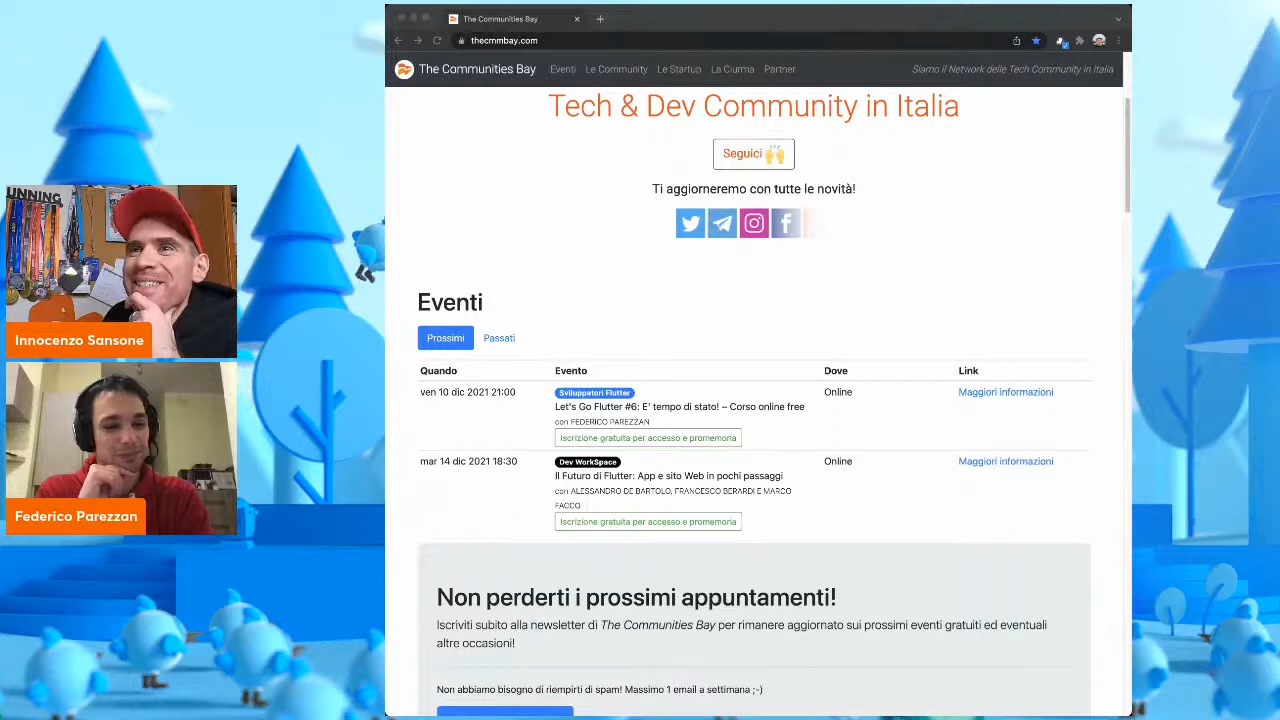 The Communities Bay
thecmmbay.com
The Communities Bay
Eventi
Le Community
Le Startup
La Ciurma
Partner
Siamo il Network delle Tech Community in Italia
Tech & Dev Community in Italia
Seguici 🙌
Ti aggiorneremo con tutte le novità!
UNNING
Innocenzo Sansone
Federico Parezzan
Eventi
Prossimi
Passati
Quando Evento Dove Link
ven 10 dic 2021 21:00
Sviluppatori Flutter
Let's Go Flutter #6: E' tempo di stato! – Corso online free
con FEDERICO PAREZZAN
Iscrizione gratuita per accesso e promemoria
Online
Maggiori informazioni
mar 14 dic 2021 18:30
Dev WorkSpace
Il Futuro di Flutter: App e sito Web in pochi passaggi
con ALESSANDRO DE BARTOLO, FRANCESCO BERARDI E MARCO
FACCO
Iscrizione gratuita per accesso e promemoria
Online
Maggiori informazioni
Non perderti i prossimi appuntamenti!
Iscriviti subito alla newsletter di The Communities Bay per rimanere aggiornato sui prossimi eventi gratuiti ed eventuali
altre occasioni!
Non abbiamo bisogno di riempirti di spam! Massimo 1 email a settimana ;-)